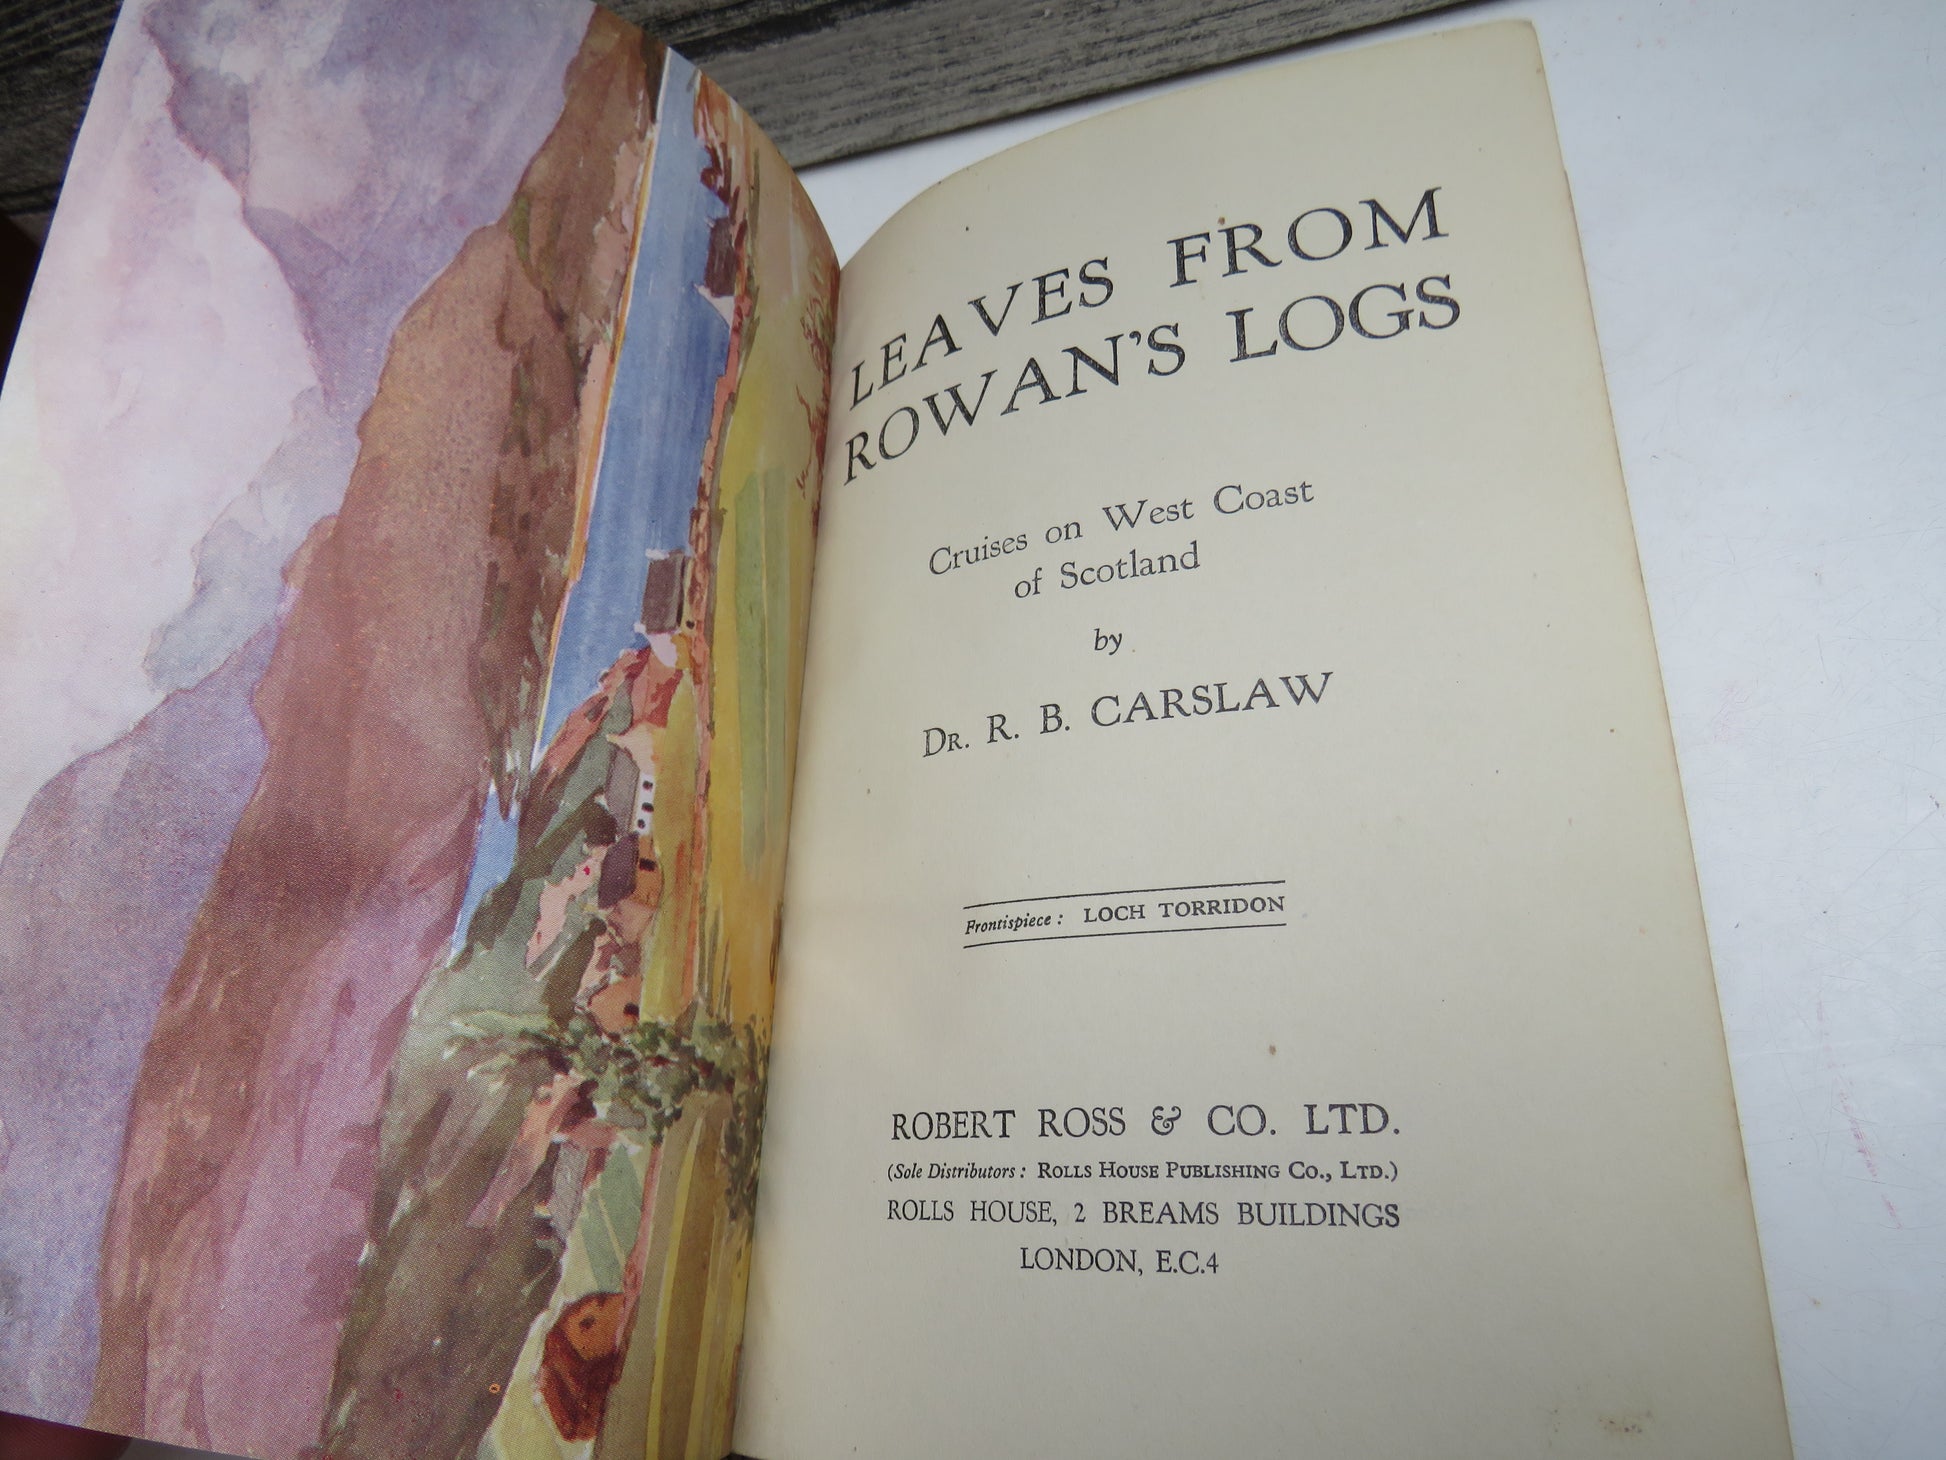 LEAVES FROM
ROWAN'S LOGS
Cruises on West Coast
of Scotland
by
DR. R. B. CARSLAW
Frontispiece: LOCH TORRIDON
ROBERT ROSS & CO. LTD.
(Sole Distributors: ROLLS HOUSE PUBLISHING CO., LTD.)
ROLLS HOUSE, 2 BREAMS BUILDINGS
LONDON, E.C.4